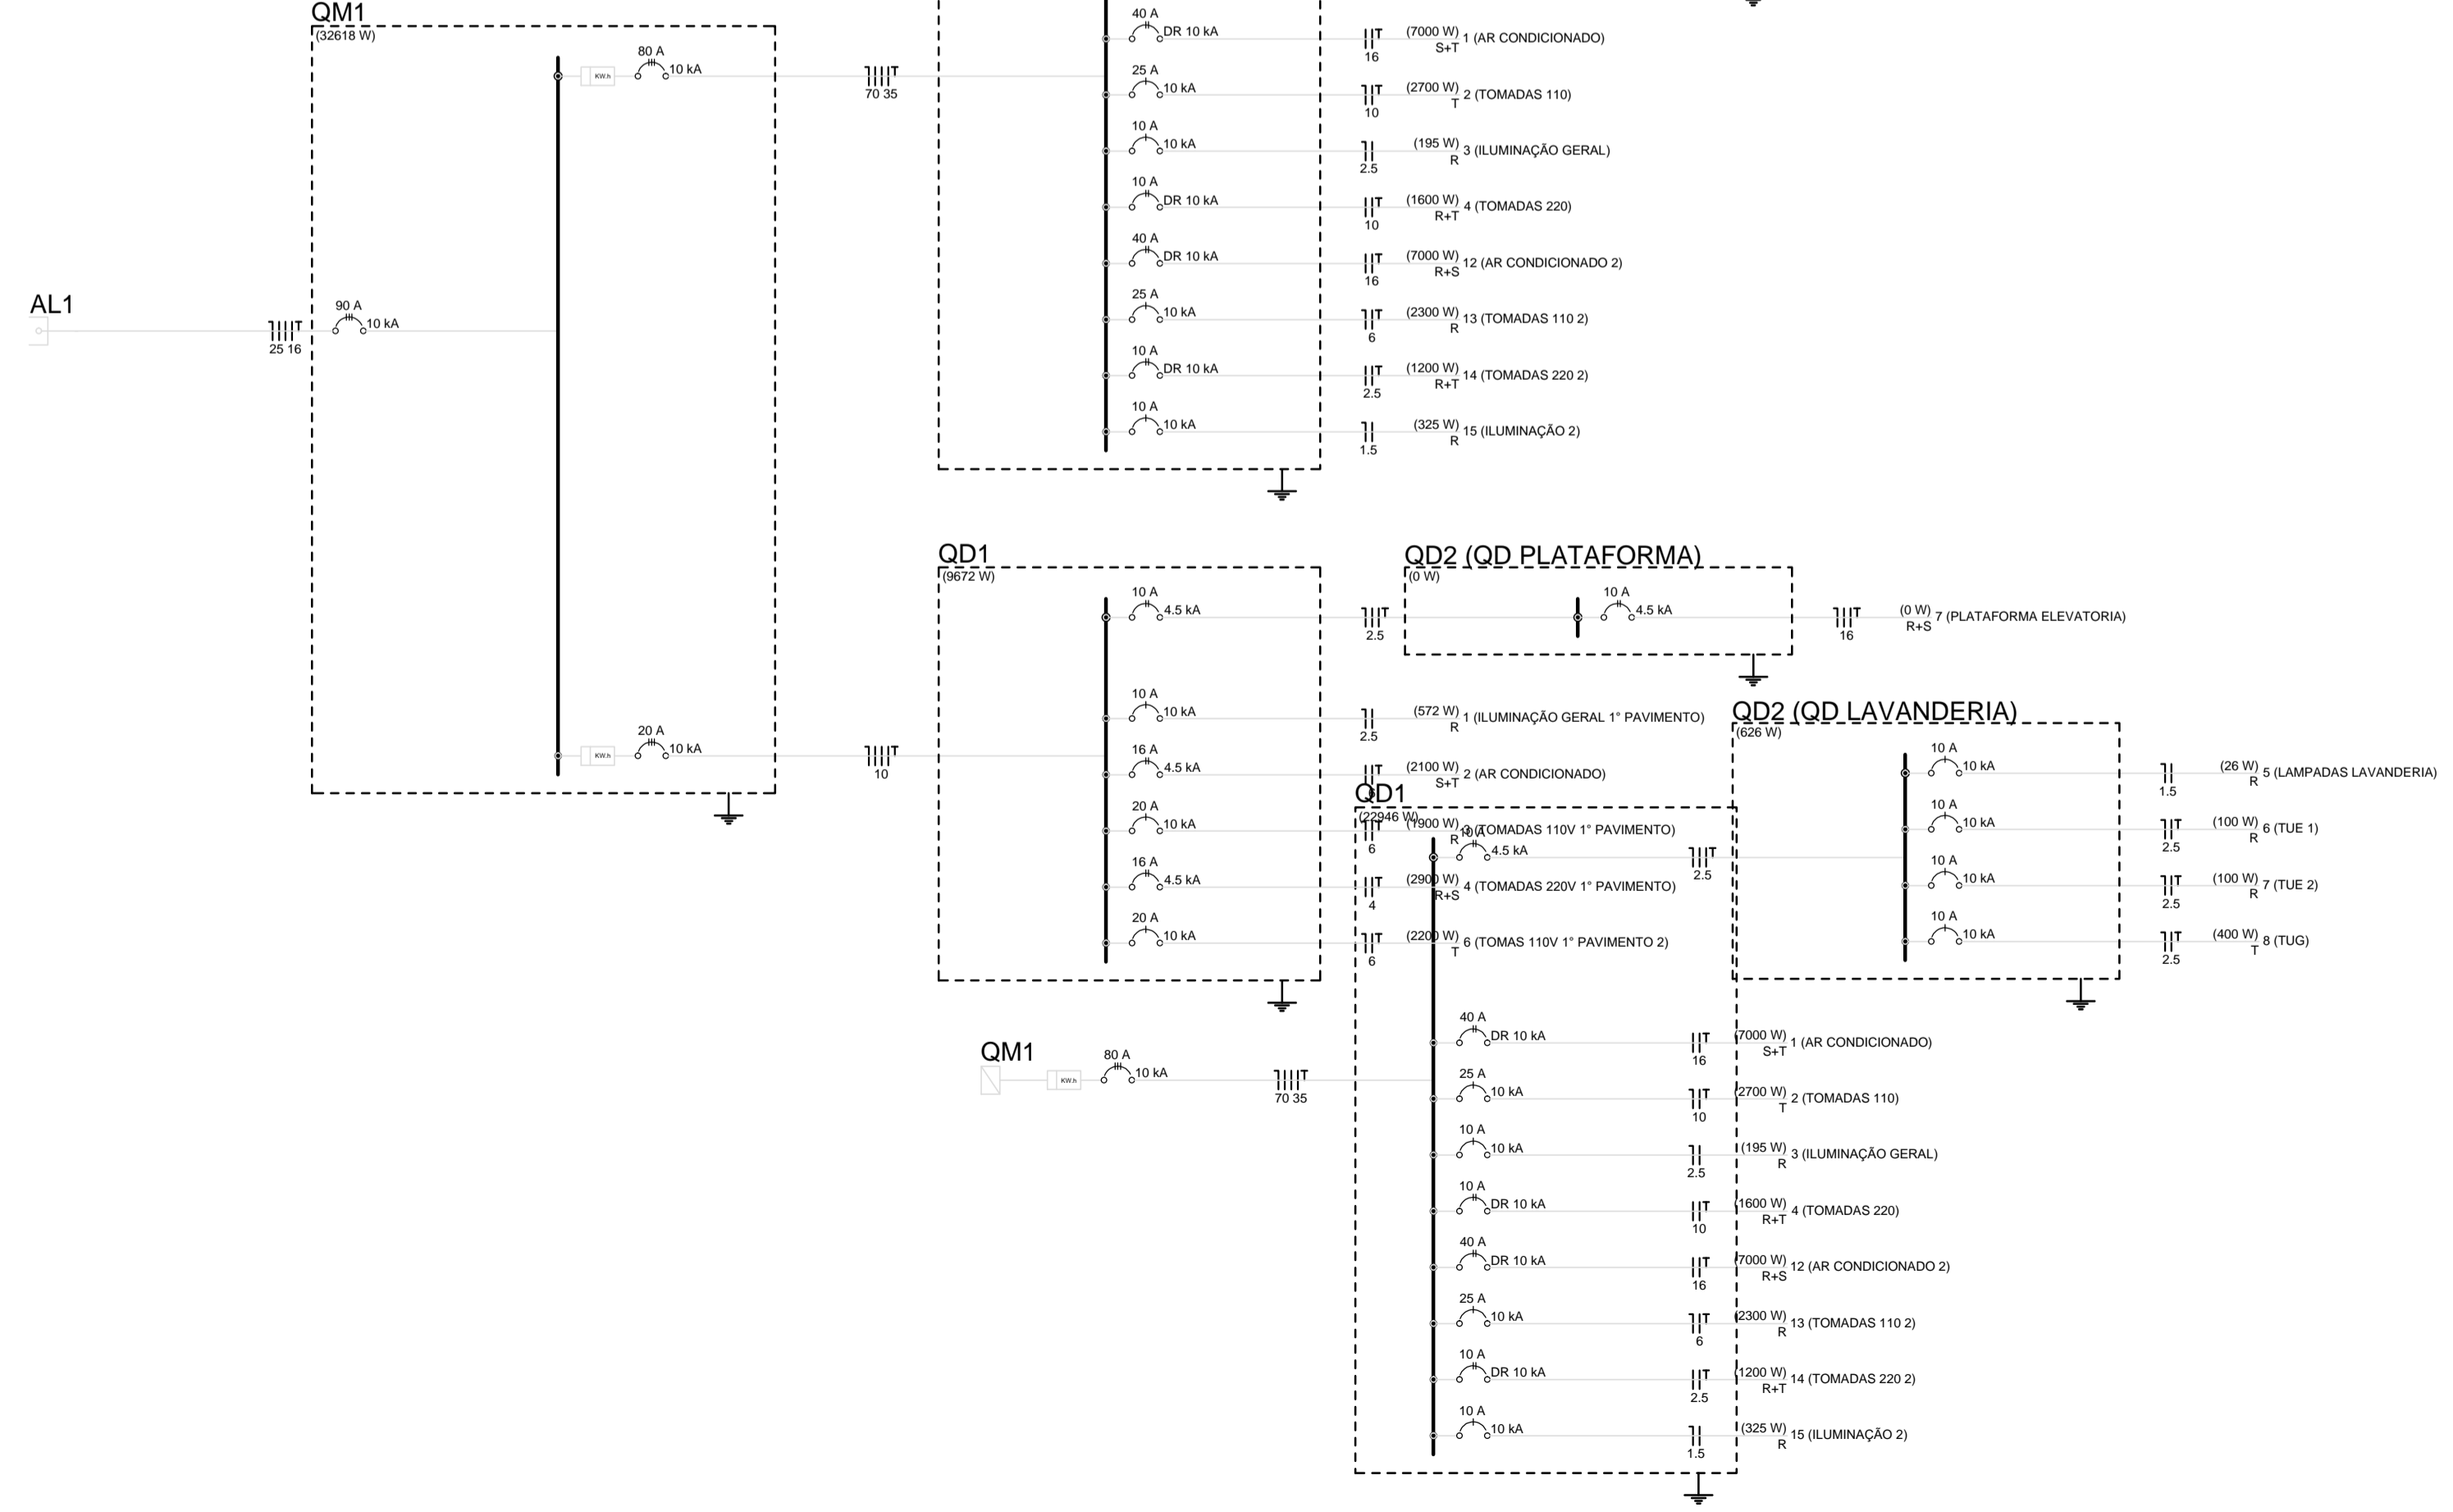 QM1
(32618 W)
80 A
KW.h
10 kA
70 35
AL1
25 16
90 A
10 kA
20 A
KW.h
10 kA
10
40 A
DR 10 kA
16
(7000 W)
S+T
1 (AR CONDICIONADO)
25 A
10 kA
10
(2700 W)
T
2 (TOMADAS 110)
10 A
10 kA
2.5
(195 W)
R
3 (ILUMINAÇÃO GERAL)
10 A
DR 10 kA
10
(1600 W)
R+T
4 (TOMADAS 220)
40 A
DR 10 kA
16
(7000 W)
R+S
12 (AR CONDICIONADO 2)
25 A
10 kA
6
(2300 W)
R
13 (TOMADAS 110 2)
10 A
DR 10 kA
2.5
(1200 W)
R+T
14 (TOMADAS 220 2)
10 A
10 kA
1.5
(325 W)
R
15 (ILUMINAÇÃO 2)
QD1
(9672 W)
10 A
4.5 kA
2.5
QD2 (QD PLATAFORMA)
(0 W)
10 A
4.5 kA
16
(0 W)
R+S
7 (PLATAFORMA ELEVATORIA)
10 A
10 kA
2.5
(572 W)
R
1 (ILUMINAÇÃO GERAL 1° PAVIMENTO)
16 A
4.5 kA
(2100 W)
S+T
2 (AR CONDICIONADO)
20 A
10 kA
6
(1900 W)
R
3 (TOMADAS 110V 1° PAVIMENTO)
16 A
4.5 kA
4
(2900 W)
R+S
4 (TOMADAS 220V 1° PAVIMENTO)
20 A
10 kA
6
(2200 W)
T
6 (TOMAS 110V 1° PAVIMENTO 2)
QD2 (QD LAVANDERIA)
(626 W)
10 A
10 kA
1.5
(26 W)
R
5 (LAMPADAS LAVANDERIA)
10 A
10 kA
2.5
(100 W)
R
6 (TUE 1)
10 A
10 kA
2.5
(100 W)
R
7 (TUE 2)
10 A
10 kA
2.5
(400 W)
T
8 (TUG)
QD1
(22946 W)
10 A
4.5 kA
2.5
QM1
KW.h
80 A
10 kA
70 35
40 A
DR 10 kA
16
(7000 W)
S+T
1 (AR CONDICIONADO)
25 A
10 kA
10
(2700 W)
T
2 (TOMADAS 110)
10 A
10 kA
2.5
(195 W)
R
3 (ILUMINAÇÃO GERAL)
10 A
DR 10 kA
10
(1600 W)
R+T
4 (TOMADAS 220)
40 A
DR 10 kA
16
(7000 W)
R+S
12 (AR CONDICIONADO 2)
25 A
10 kA
6
(2300 W)
R
13 (TOMADAS 110 2)
10 A
DR 10 kA
2.5
(1200 W)
R+T
14 (TOMADAS 220 2)
10 A
10 kA
1.5
(325 W)
R
15 (ILUMINAÇÃO 2)